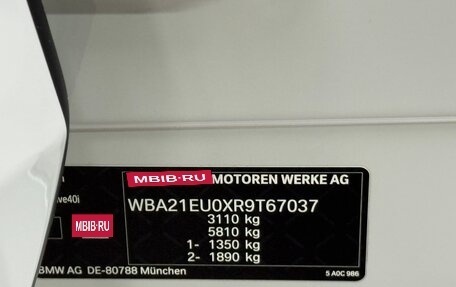 MBIB.RU MOTOREN WERKE AG
ve40i
WBA21EU0XR9T67037
3110 kg
MBIB.RU
5810 kg
1- 1350 kg
2- 1890 kg
BMW AG DE-80788 München
5 A0C 986